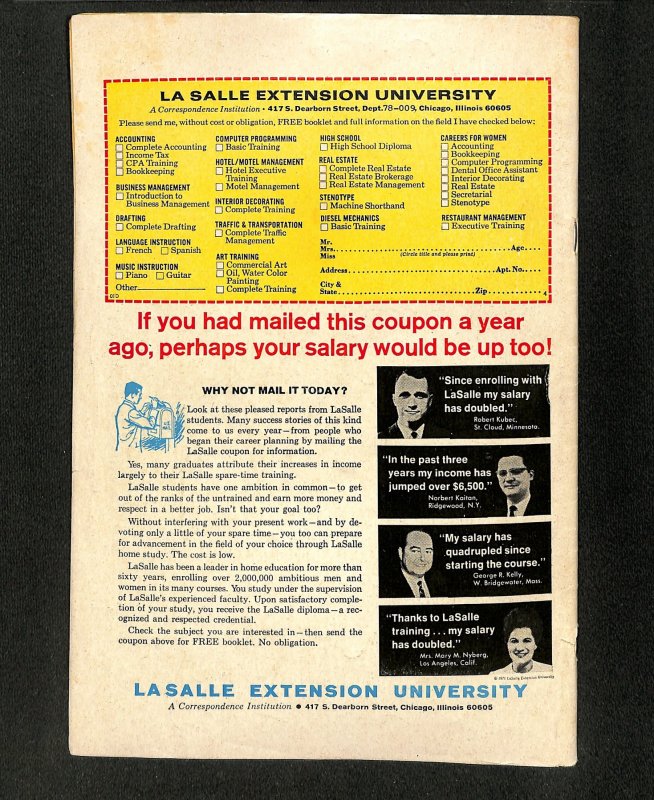 LA SALLE EXTENSION UNIVERSITY
A Correspondence Institution • 417 S. Dearborn Street, Dept. 78-009, Chicago, Illinois 60605
Please send me, without cost or obligation, FREE booklet and full information on the field I have checked below:
ACCOUNTING
Complete Accounting
Income Tax
CPA Training
Bookkeeping
BUSINESS MANAGEMENT
Introduction to
Business Management
DRAFTING
Complete Drafting
LANGUAGE INSTRUCTION
French Spanish
MUSIC INSTRUCTION
Piano Guitar
Other
COMPUTER PROGRAMMING
Basic Training
HOTEL/MOTEL MANAGEMENT
Hotel Executive
Training
Motel Management
INTERIOR DECORATING
Complete Training
TRAFFIC & TRANSPORTATION
Complete Traffic
Management
ART TRAINING
Commercial Art
Oil, Water Color
Painting
Complete Training
HIGH SCHOOL
High School Diploma
REAL ESTATE
Complete Real Estate
Real Estate Brokerage
Real Estate Management
STENOTYPE
Machine Shorthand
DIESEL MECHANICS
Basic Training
CAREERS FOR WOMEN
Accounting
Bookkeeping
Computer Programming
Dental Office Assistant
Interior Decorating
Real Estate
Secretarial
Stenotype
RESTAURANT MANAGEMENT
Executive Training
Mr.
Mrs. Age
Miss (Circle title and please print)
Address Apt. No.
City &
State Zip 4
If you had mailed this coupon a year
ago, perhaps your salary would be up too!
WHY NOT MAIL IT TODAY?
Look at these pleased reports from LaSalle
students. Many success stories of this kind
come to us every year—from people who
began their career planning by mailing the
LaSalle coupon for information.
Yes, many graduates attribute their increases in income
largely to their LaSalle spare-time training.
LaSalle students have one ambition in common—to get
out of the ranks of the untrained and earn more money and
respect in a better job. Isn't that your goal too?
Without interfering with your present work—and by de-
voting only a little of your spare time—you too can prepare
for advancement in the field of your choice through LaSalle
home study. The cost is low.
LaSalle has been a leader in home education for more than
sixty years, enrolling over 2,000,000 ambitious men and
women in its many courses. You study under the supervision
of LaSalle's experienced faculty. Upon satisfactory comple-
tion of your study, you receive the LaSalle diploma—a rec-
ognized and respected credential.
Check the subject you are interested in—then send the
coupon above for FREE booklet. No obligation.
"Since enrolling with
LaSalle my salary
has doubled."
Robert Kubec,
St. Cloud, Minnesota.
"In the past three
years my income has
jumped over $6,500."
Norbert Kaitan,
Ridgewood, N.Y.
"My salary has
quadrupled since
starting the course."
George R. Kelly,
W. Bridgewater, Mass.
"Thanks to LaSalle
training . . . my salary
has doubled."
Mrs. Mary M. Nyberg,
Los Angeles, Calif.
LaSalle Extension University
LA SALLE EXTENSION UNIVERSITY
A Correspondence Institution • 417 S. Dearborn Street, Chicago, Illinois 60605